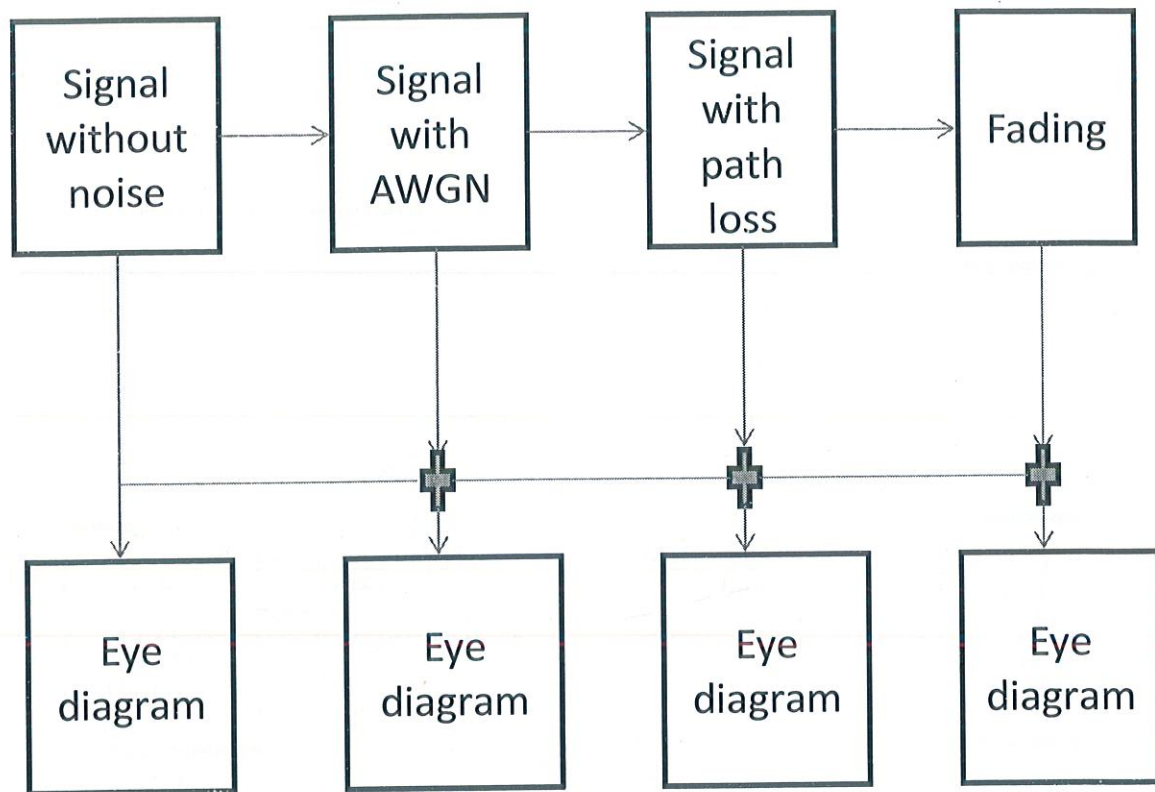 Signal
without
noise
Signal
with
AWGN
Signal
with
path
loss
Fading
Eye
diagram
Eye
diagram
Eye
diagram
Eye
diagram